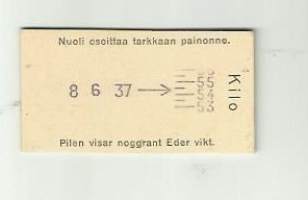 Nuoli osoittaa tarkkaan painonne.
8 6 37
Kilo
Pilen visar noggrant Eder vikt.